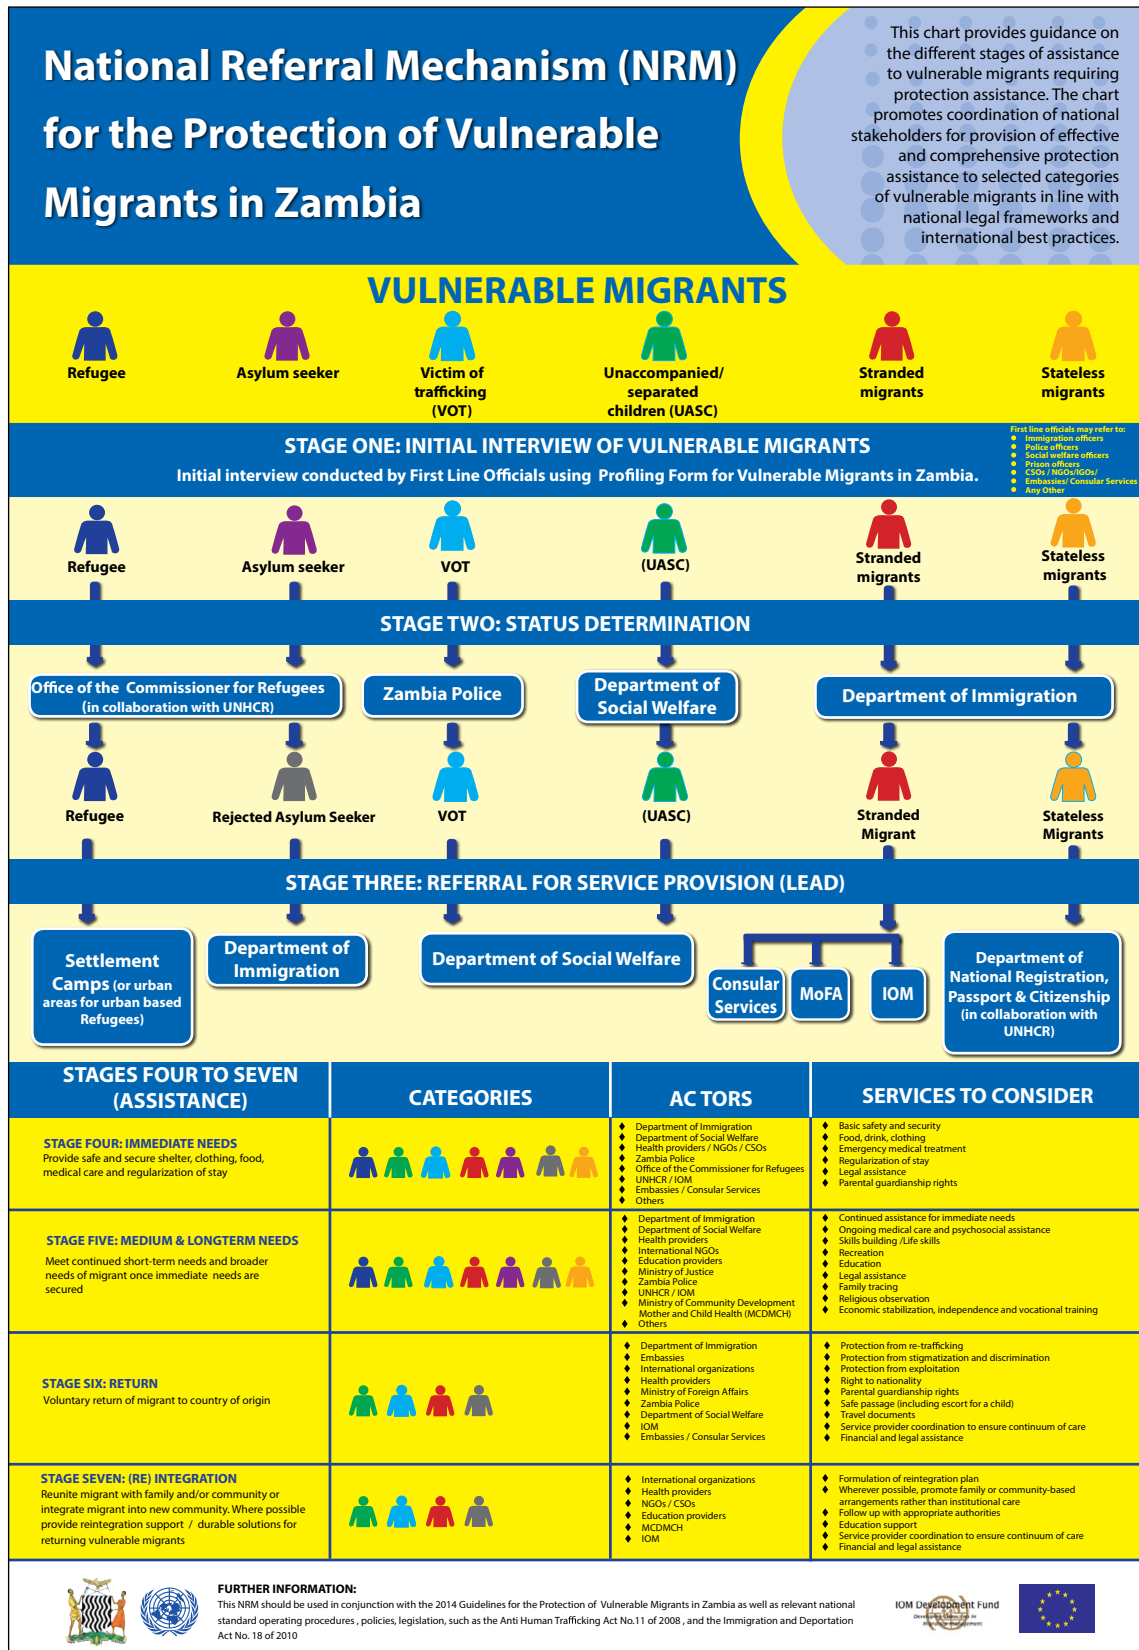 National Referral Mechanism (NRM)
for the Protection of Vulnerable
Migrants in Zambia
This chart provides guidance on
the different stages of assistance
to vulnerable migrants requiring
protection assistance. The chart
promotes coordination of national
stakeholders for provision of effective
and comprehensive protection
assistance to selected categories
of vulnerable migrants in line with
national legal frameworks and
international best practices.
VULNERABLE MIGRANTS
Refugee
Asylum seeker
Victim of
trafficking
(VOT)
Unaccompanied/
separated
children (UASC)
Stranded
migrants
Stateless
migrants
STAGE ONE: INITIAL INTERVIEW OF VULNERABLE MIGRANTS
Initial interview conducted by First Line Officials using Profiling Form for Vulnerable Migrants in Zambia.
First line officials may refer to:
● Immigration officers
● Police officers
● Social welfare officers
● Prison officers
● CSOs / NGOs/IGOs/
● Embassies/ Consular Services
● Any Other
Refugee
Asylum seeker
VOT
(UASC)
Stranded
migrants
Stateless
migrants
STAGE TWO: STATUS DETERMINATION
Office of the Commissioner for Refugees
(in collaboration with UNHCR)
Zambia Police
Department of
Social Welfare
Department of Immigration
Refugee
Rejected Asylum Seeker
VOT
(UASC)
Stranded
Migrant
Stateless
Migrants
STAGE THREE: REFERRAL FOR SERVICE PROVISION (LEAD)
Settlement
Camps (or urban
areas for urban based
Refugees)
Department of
Immigration
Department of Social Welfare
Consular
Services
MoFA
IOM
Department of
National Registration,
Passport & Citizenship
(in collaboration with
UNHCR)
STAGES FOUR TO SEVEN
(ASSISTANCE)
CATEGORIES
AC TORS
SERVICES TO CONSIDER
STAGE FOUR: IMMEDIATE NEEDS
Provide safe and secure shelter, clothing, food,
medical care and regularization of stay
♦ Department of Immigration
♦ Department of Social Welfare
♦ Health providers / NGOs / CSOs
♦ Zambia Police
♦ Office of the Commissioner for Refugees
♦ UNHCR / IOM
♦ Embassies / Consular Services
♦ Others
♦ Basic safety and security
♦ Food, drink, clothing
♦ Emergency medical treatment
♦ Regularization of stay
♦ Legal assistance
♦ Parental guardianship rights
STAGE FIVE: MEDIUM & LONGTERM NEEDS
Meet continued short-term needs and broader
needs of migrant once immediate needs are
secured
♦ Department of Immigration
♦ Department of Social Welfare
♦ Health providers
♦ International NGOs
♦ Education providers
♦ Ministry of Justice
♦ Zambia Police
♦ UNHCR / IOM
♦ Ministry of Community Development
Mother and Child Health (MCDMCH)
♦ Others
♦ Continued assistance for immediate needs
♦ Ongoing medical care and psychosocial assistance
♦ Skills building /Life skills
♦ Recreation
♦ Education
♦ Legal assistance
♦ Family tracing
♦ Religious observation
♦ Economic stabilization, independence and vocational training
STAGE SIX: RETURN
Voluntary return of migrant to country of origin
♦ Department of Immigration
♦ Embassies
♦ International organizations
♦ Health providers
♦ Ministry of Foreign Affairs
♦ Zambia Police
♦ Department of Social Welfare
♦ IOM
♦ Embassies / Consular Services
♦ Protection from re-trafficking
♦ Protection from stigmatization and discrimination
♦ Protection from exploitation
♦ Right to nationality
♦ Parental guardianship rights
♦ Safe passage (including escort for a child)
♦ Travel documents
♦ Service provider coordination to ensure continuum of care
♦ Financial and legal assistance
STAGE SEVEN: (RE) INTEGRATION
Reunite migrant with family and/or community or
integrate migrant into new community. Where possible
provide reintegration support / durable solutions for
returning vulnerable migrants
♦ International organizations
♦ Health providers
♦ NGOs / CSOs
♦ Education providers
♦ MCDMCH
♦ IOM
♦ Formulation of reintegration plan
♦ Wherever possible, promote family or community-based
arrangements rather than institutional care
♦ Follow up with appropriate authorities
♦ Education support
♦ Service provider coordination to ensure continuum of care
♦ Financial and legal assistance
FURTHER INFORMATION:
This NRM should be used in conjunction with the 2014 Guidelines for the Protection of Vulnerable Migrants in Zambia as well as relevant national
standard operating procedures , policies, legislation, such as the Anti Human Trafficking Act No.11 of 2008 , and the Immigration and Deportation
Act No. 18 of 2010
IOM Development Fund
Developing Capacities in
Migration Management